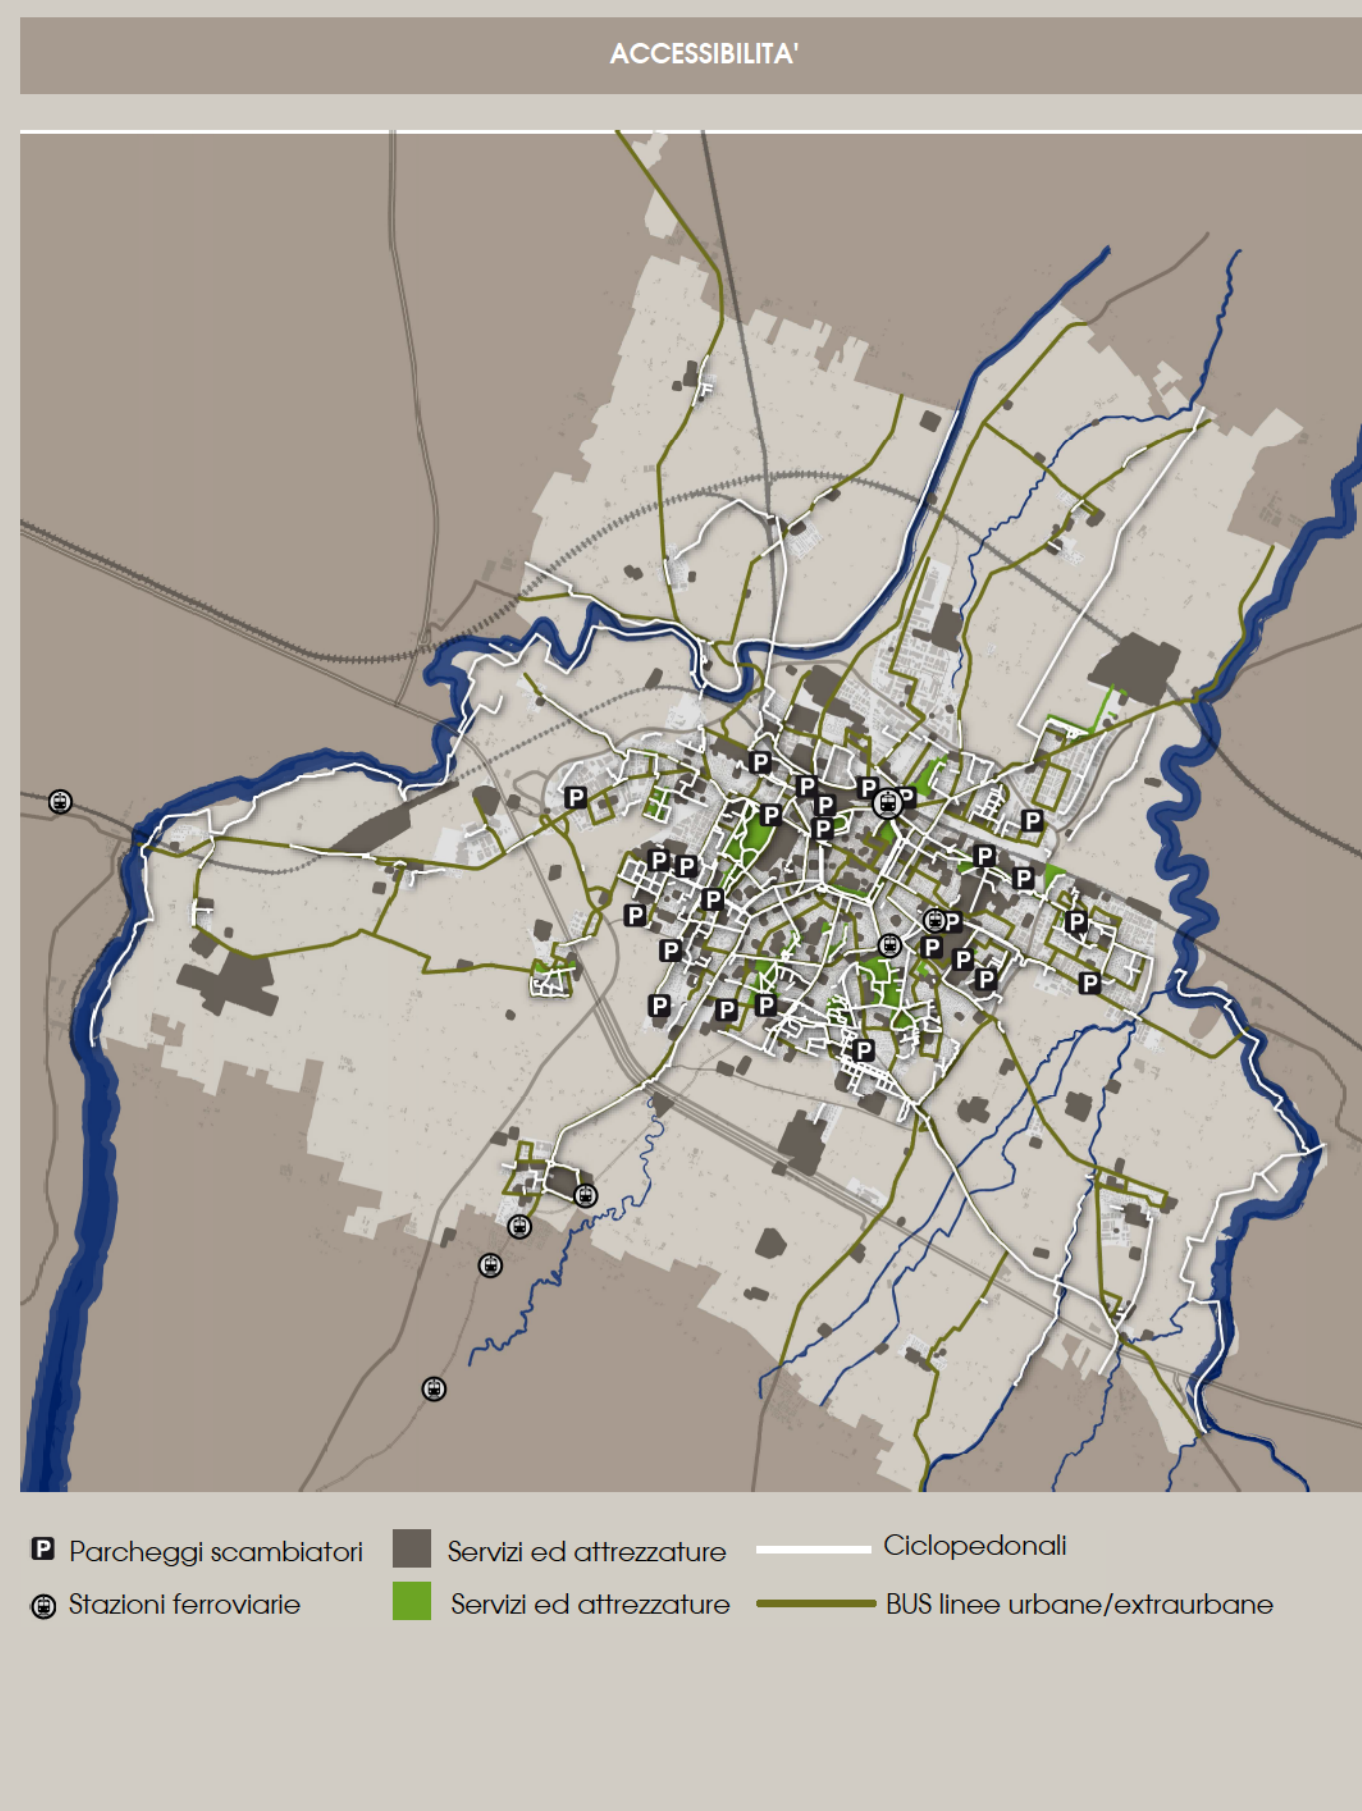 ACCESSIBILITA'
Parcheggi scambiatori
Servizi ed attrezzature
Ciclopedonali
Stazioni ferroviarie
Servizi ed attrezzature
BUS linee urbane/extraurbane